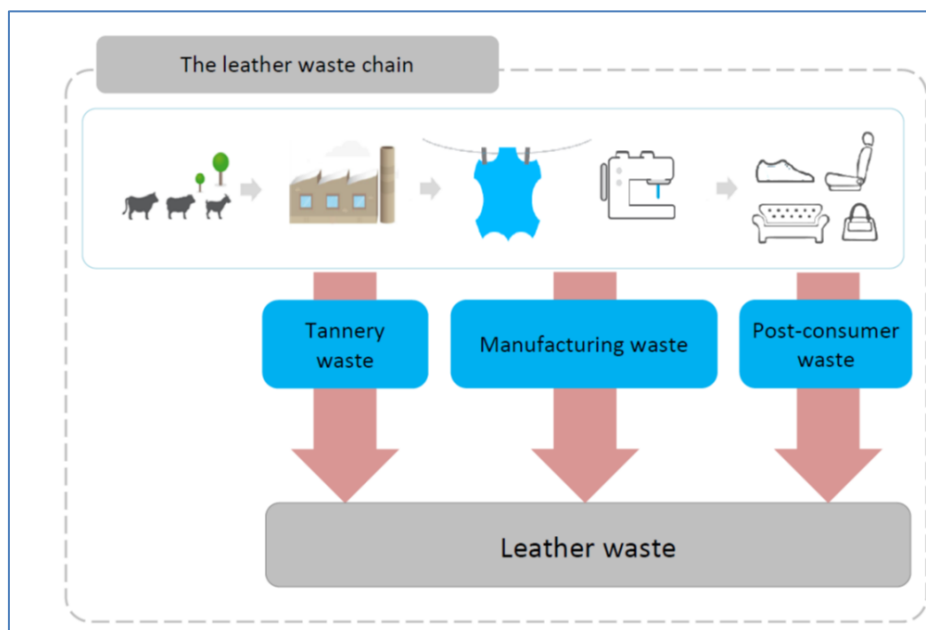 The leather waste chain
Tannery
waste
Manufacturing waste
Post-consumer
waste
Leather waste